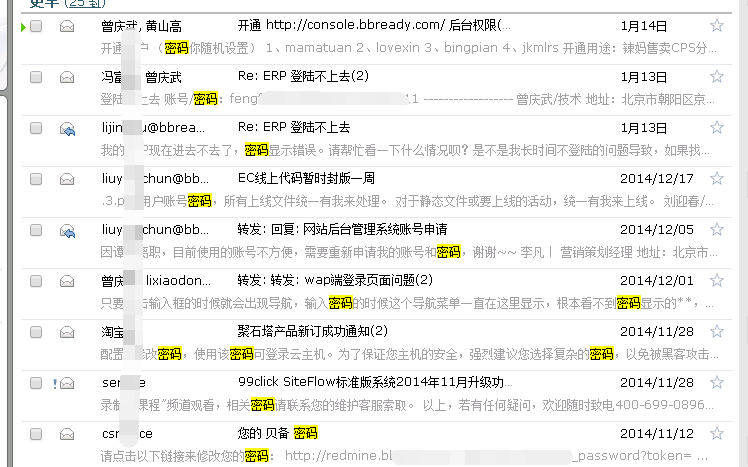 更早 (25 封)
曾庆武, 黄山高 开通 http://console.bbready.com/ 后台权限(... 1月14日
开通 户 （密码你随机设置） 1、mamatuan 2、lovexin 3、bingpian 4、jkmlrs 开通用途：辣妈售卖CPS分...
冯富 曾庆武 Re: ERP 登陆不上去(2) 1月13日
登陆 上去 账号/密码：feng .1 ------------------ 曾庆武/技术 地址：北京市朝阳区京...
lijin u@bbrea... Re: ERP 登陆不上去 1月13日
我的 P现在进去不去了，密码显示错误。请帮忙看一下什么情况呗？是不是我长时间不登陆的问题导致，如果找...
liuy chun@bb... EC线上代码暂时封版一周 2014/12/17
.3.p 用户账号密码，所有上线文件统一有我来处理。 对于静态文件或要上线的活动，统一有我来上线。 刘迎春/...
liuy chun@bb... 转发: 回复: 网站后台管理系统账号申请 2014/12/05
因谭 离职，目前使用的账号不方便，需要重新申请我的账号和密码，谢谢~~ 李凡丨 营销策划经理 地址：北京市...
曾庆 lixiaodon... 转发: 转发: wap端登录页面问题(2) 2014/12/01
只要 击输入框的时候就会出现导航，输入密码的时候这个导航菜单一直在这里显示，根本看不到密码显示的**，...
淘宝 聚石塔产品新订成功通知(2) 2014/11/28
配置 改密码，使用该密码可登录云主机。为了保证您主机的安全，强烈建议您选择复杂的密码，以免被黑客攻击...
ser e 99click SiteFlow标准版系统2014年11月升级功... 2014/11/28
录制 课程"频道观看，相关密码请联系您的维护客服索取。 以上，若有任何疑问，欢迎随时致电400-699-0896...
csr ce 您的 贝备 密码 2014/11/12
请点击以下链接来修改您的密码： http://redmine.bb _password?token= ...